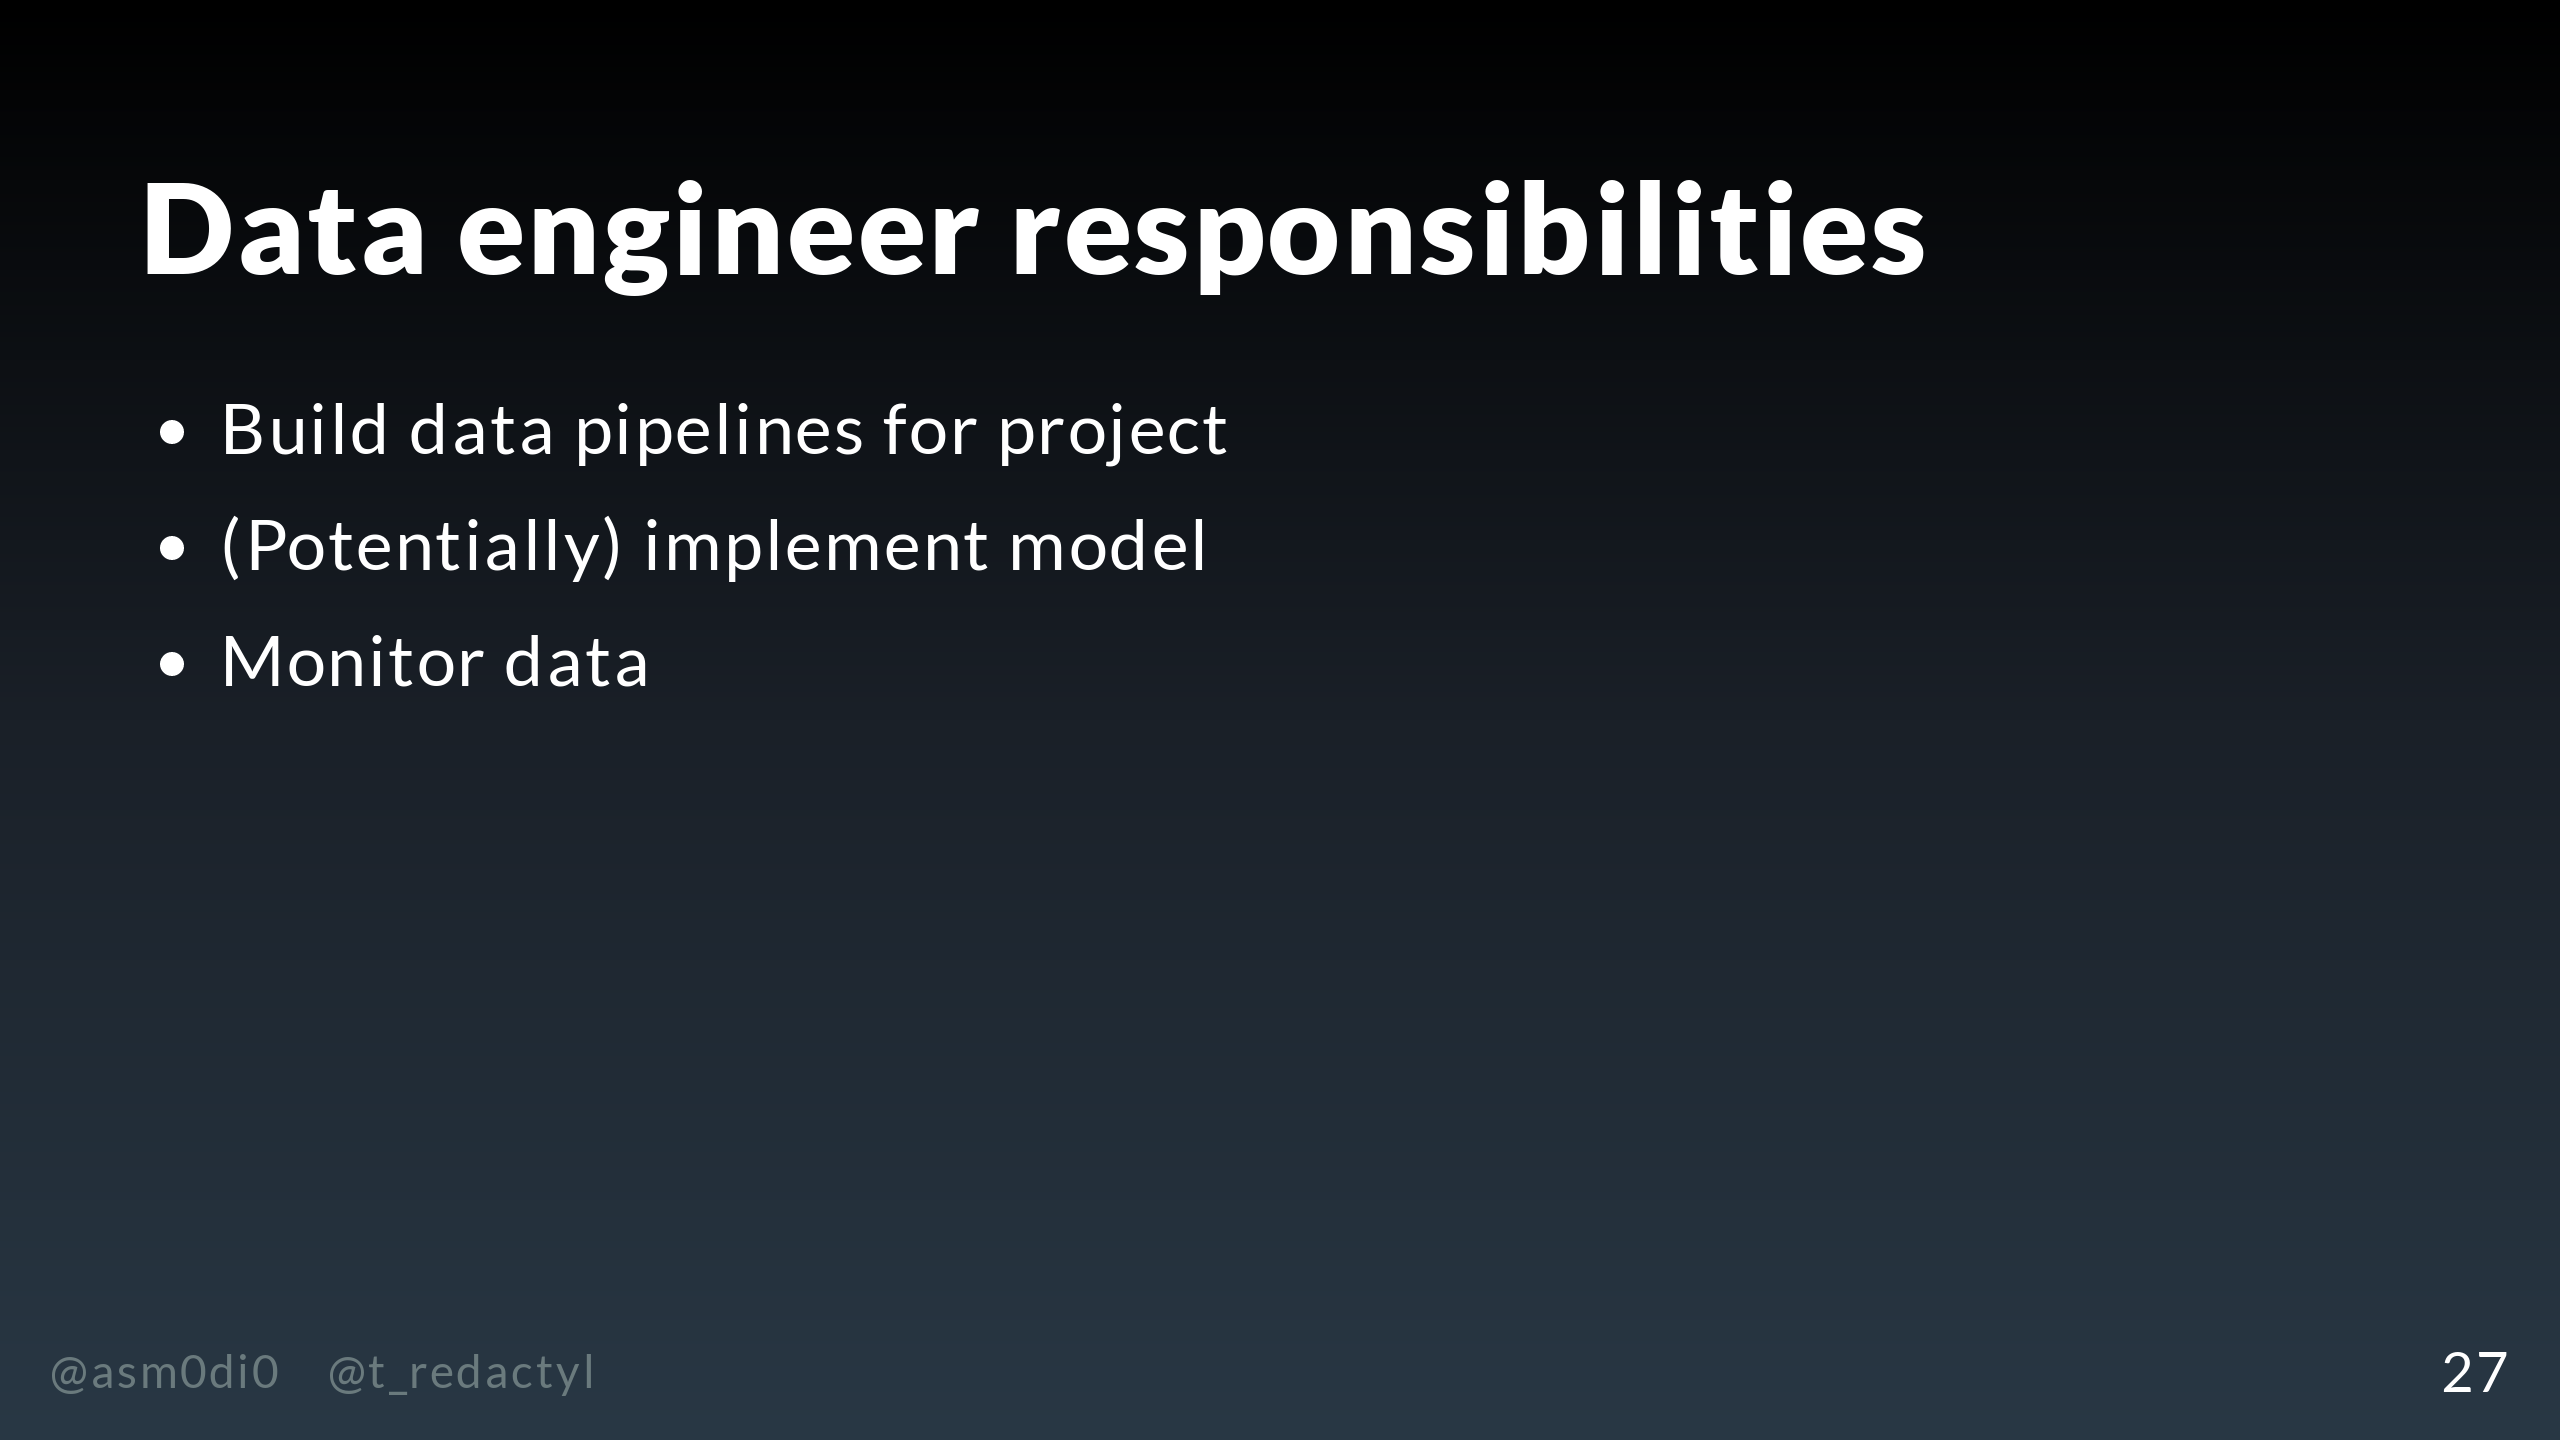 Data engineer responsibilities
• Build data pipelines for project
• (Potentially) implement model
• Monitor data
@asm0di0 @t_redactyl
27